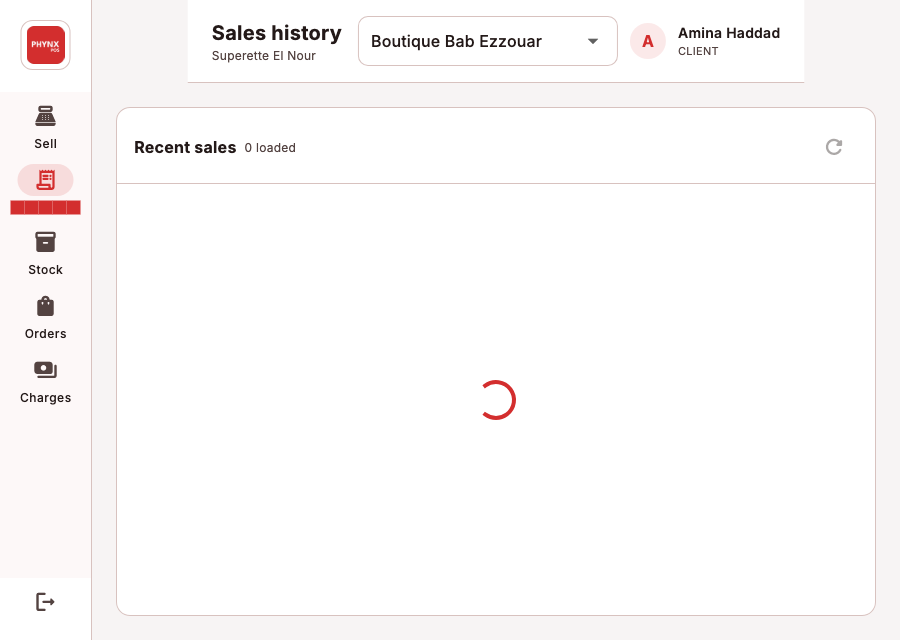 PHYNX
POS
Sales history
Superette El Nour
Boutique Bab Ezzouar
A
Amina Haddad
CLIENT
Sell
Stock
Orders
Charges
Recent sales 0 loaded